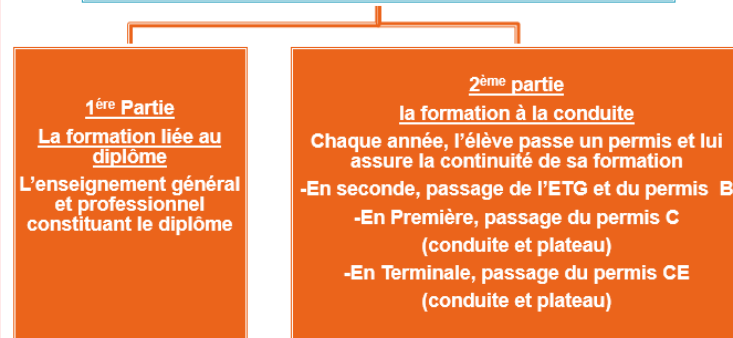 1ére Partie
La formation liée au
diplôme
L'enseignement général
et professionnel
constituant le diplôme
2ème partie
la formation à la conduite
Chaque année, l'élève passe un permis et lui
assure la continuité de sa formation
-En seconde, passage de l'ETG et du permis B
-En Première, passage du permis C
(conduite et plateau)
-En Terminale, passage du permis CE
(conduite et plateau)